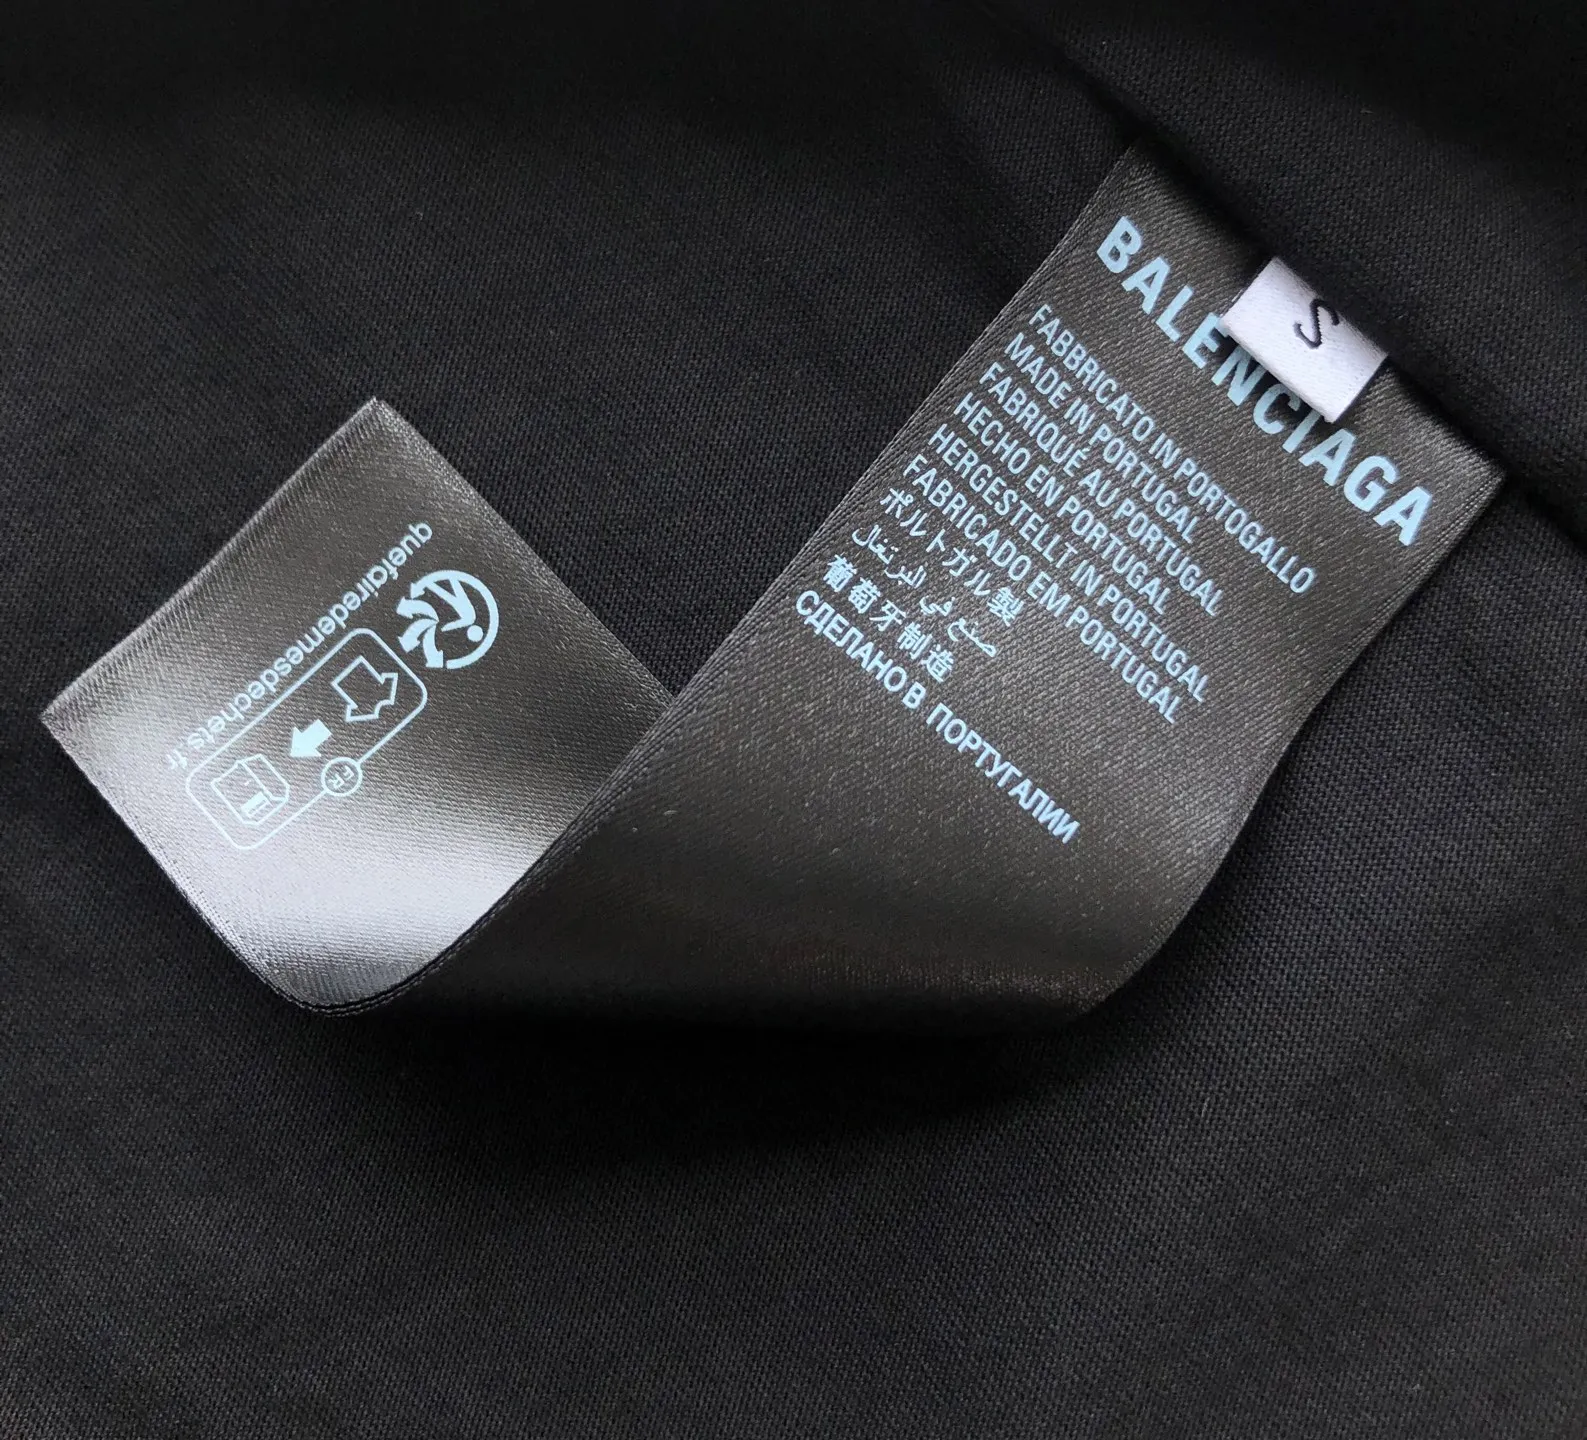 BALENCIAGA
S
FABBRICATO IN PORTOGALLO
MADE IN PORTUGAL
FABRIQUÉ AU PORTUGAL
HECHO EN PORTUGAL
HERGESTELLT IN PORTUGAL
FABRICADO EM PORTUGAL
ポルトガル製
صنع في البرتغال
葡萄牙制造
СДЕЛАНО В ПОРТУГАЛИИ
FR
quefairedemesdechets.fr